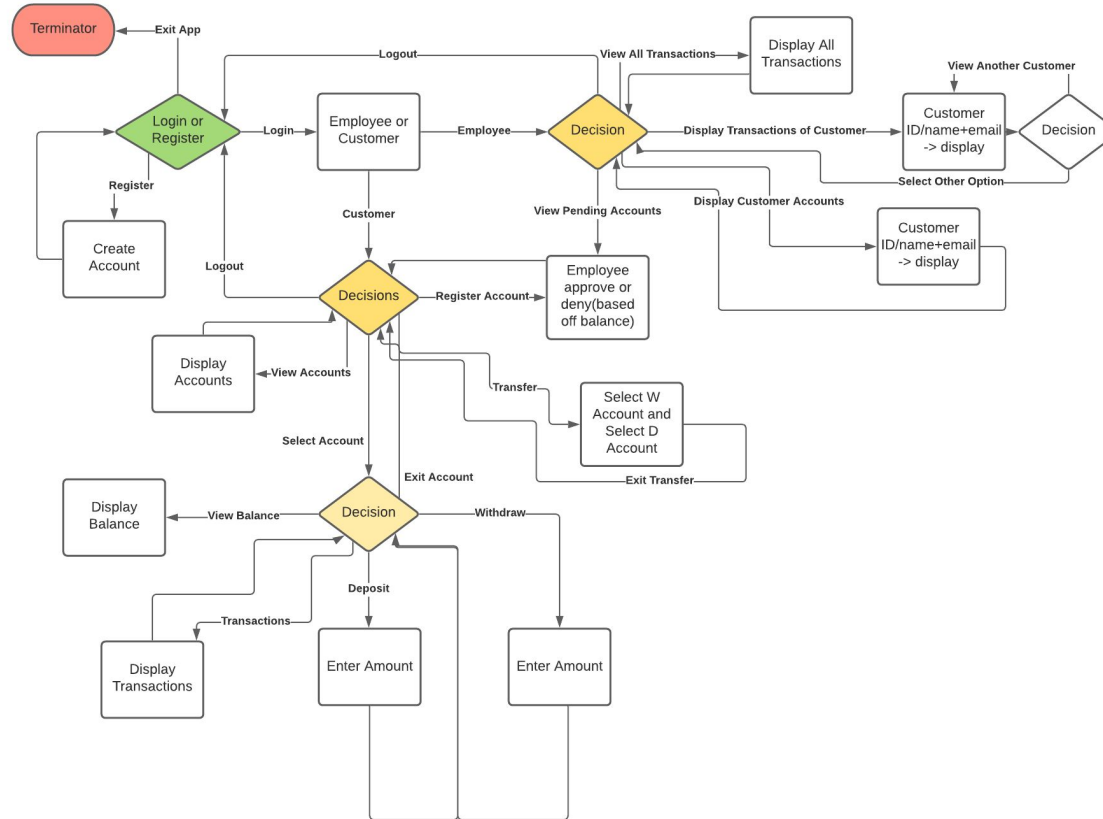 Terminator
Exit App
Logout
View All Transactions
Display All
Transactions
View Another Customer
Login or
Register
Login
Employee or
Customer
Employee
Decision
Display Transactions of Customer
Customer
ID/name+email
-> display
Decision
Register
Select Other Option
Customer
View Pending Accounts
Display Customer Accounts
Create
Account
Logout
Customer
ID/name+email
-> display
Decisions
Register Account
Employee
approve or
deny(based
off balance)
Display
Accounts
View Accounts
Transfer
Select W
Account and
Select D
Account
Select Account
Exit Account
Exit Transfer
Display
Balance
View Balance
Decision
Withdraw
Deposit
Transactions
Display
Transactions
Enter Amount
Enter Amount